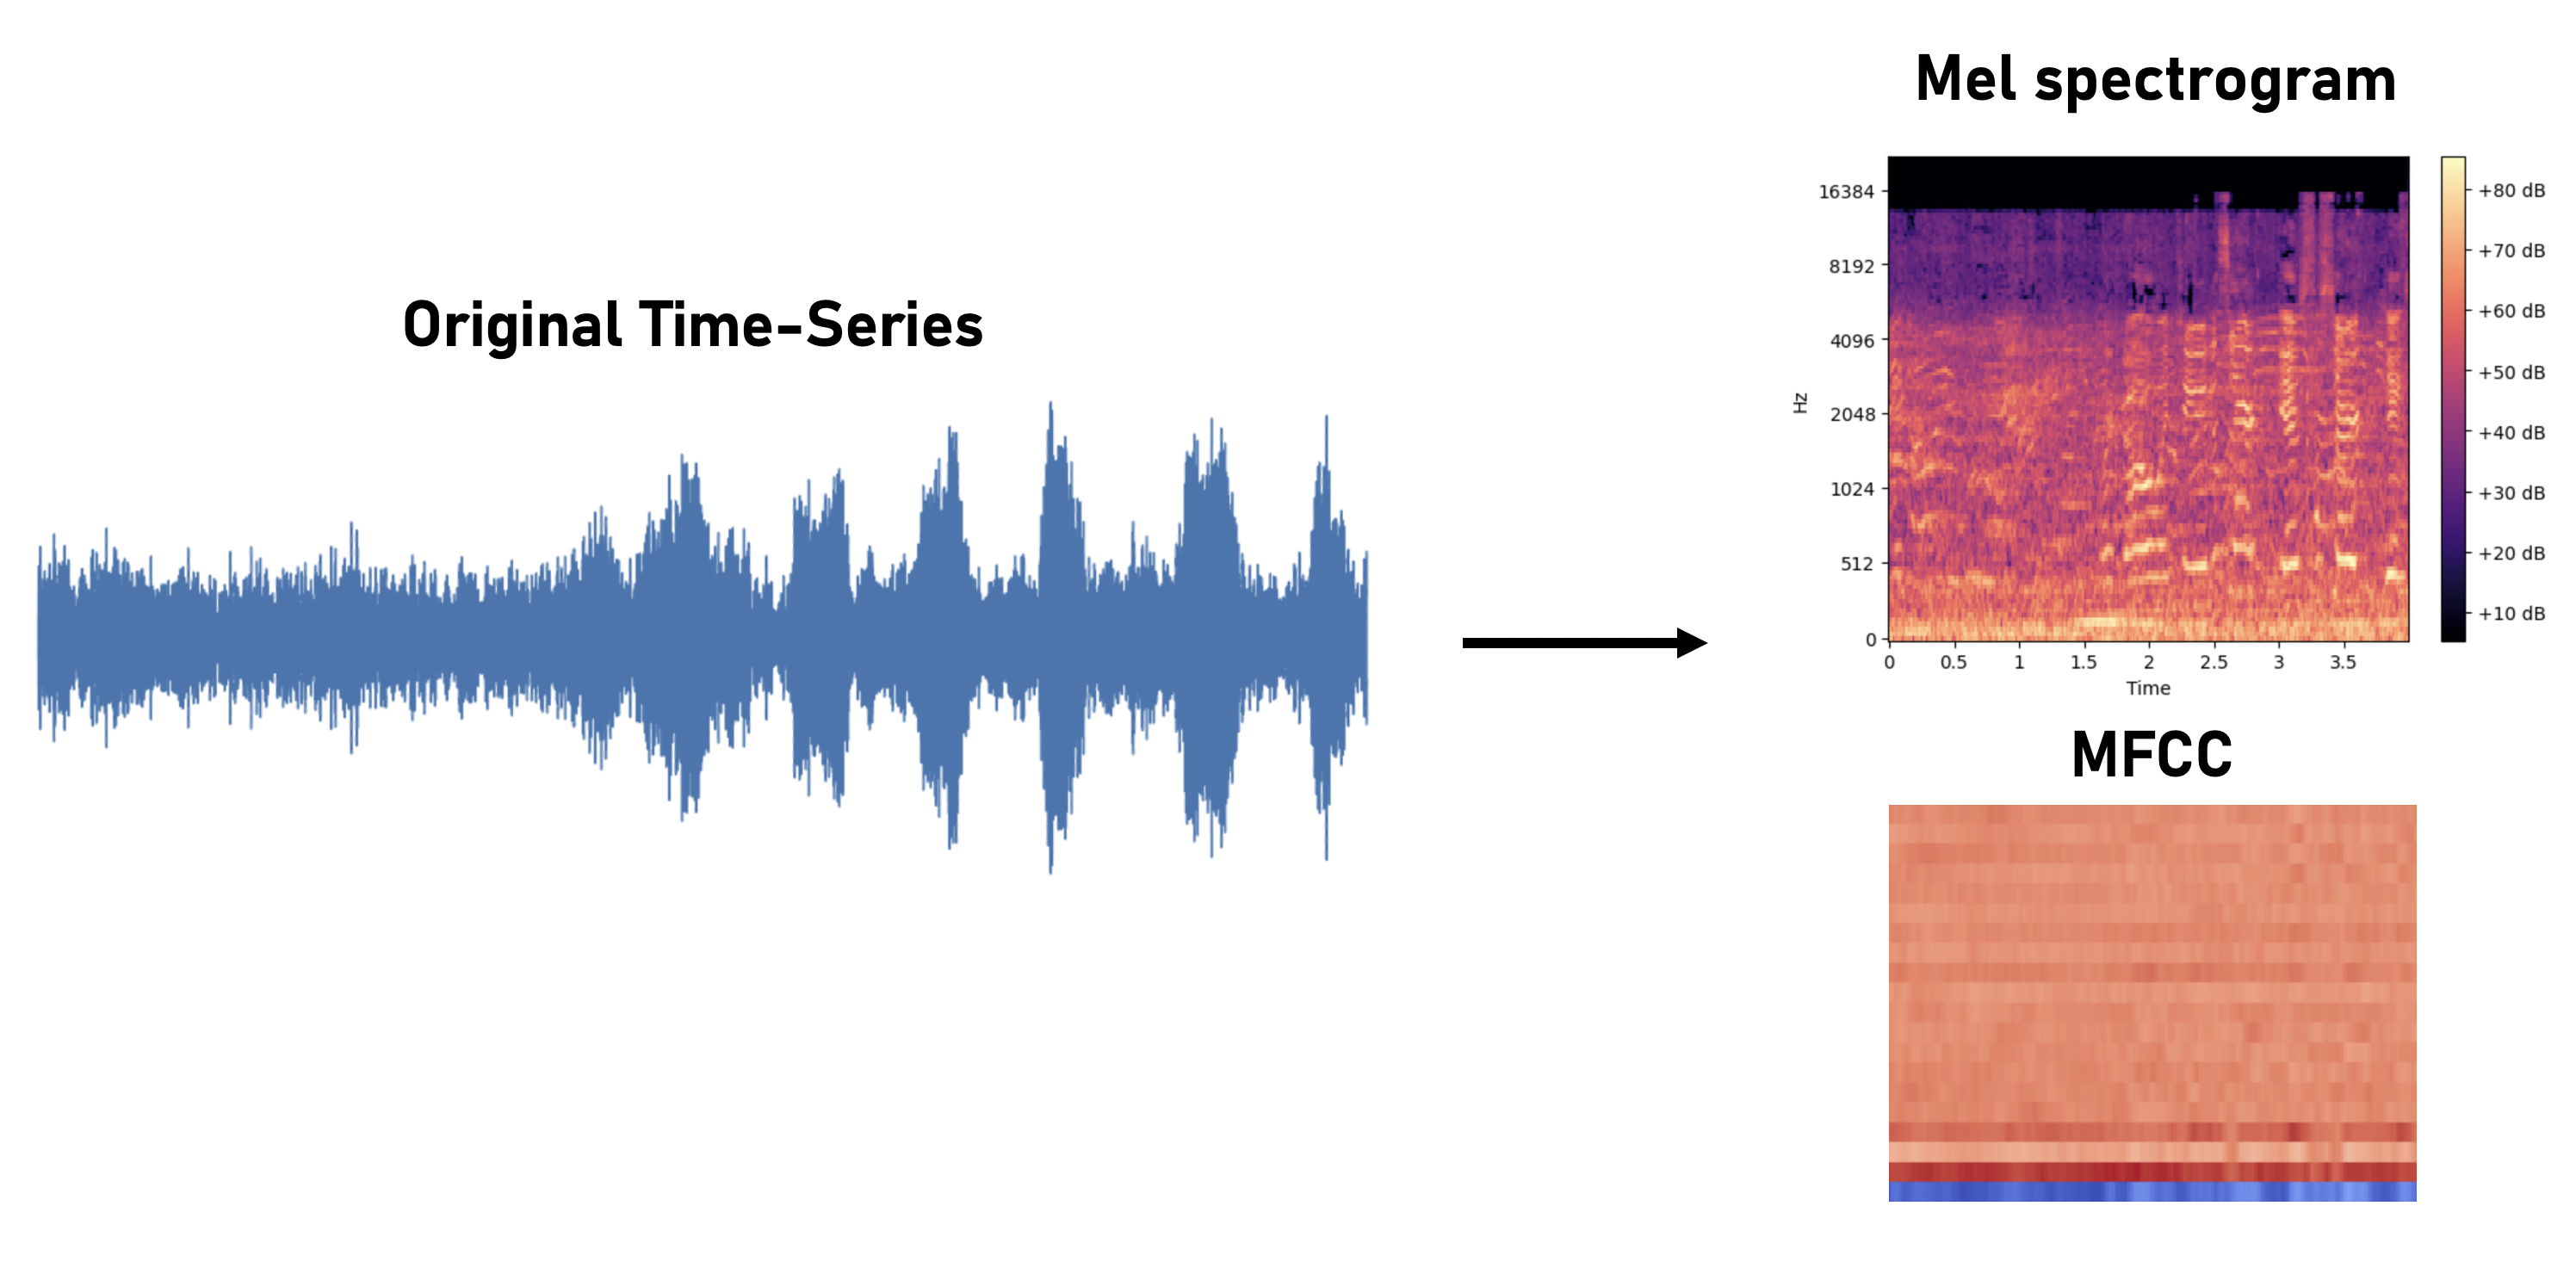 Original Time-Series
Mel spectrogram
16384
8192
4096
2048
1024
512
0
Hz
0 0.5 1 1.5 2 2.5 3 3.5
Time
+80 dB
+70 dB
+60 dB
+50 dB
+40 dB
+30 dB
+20 dB
+10 dB
MFCC